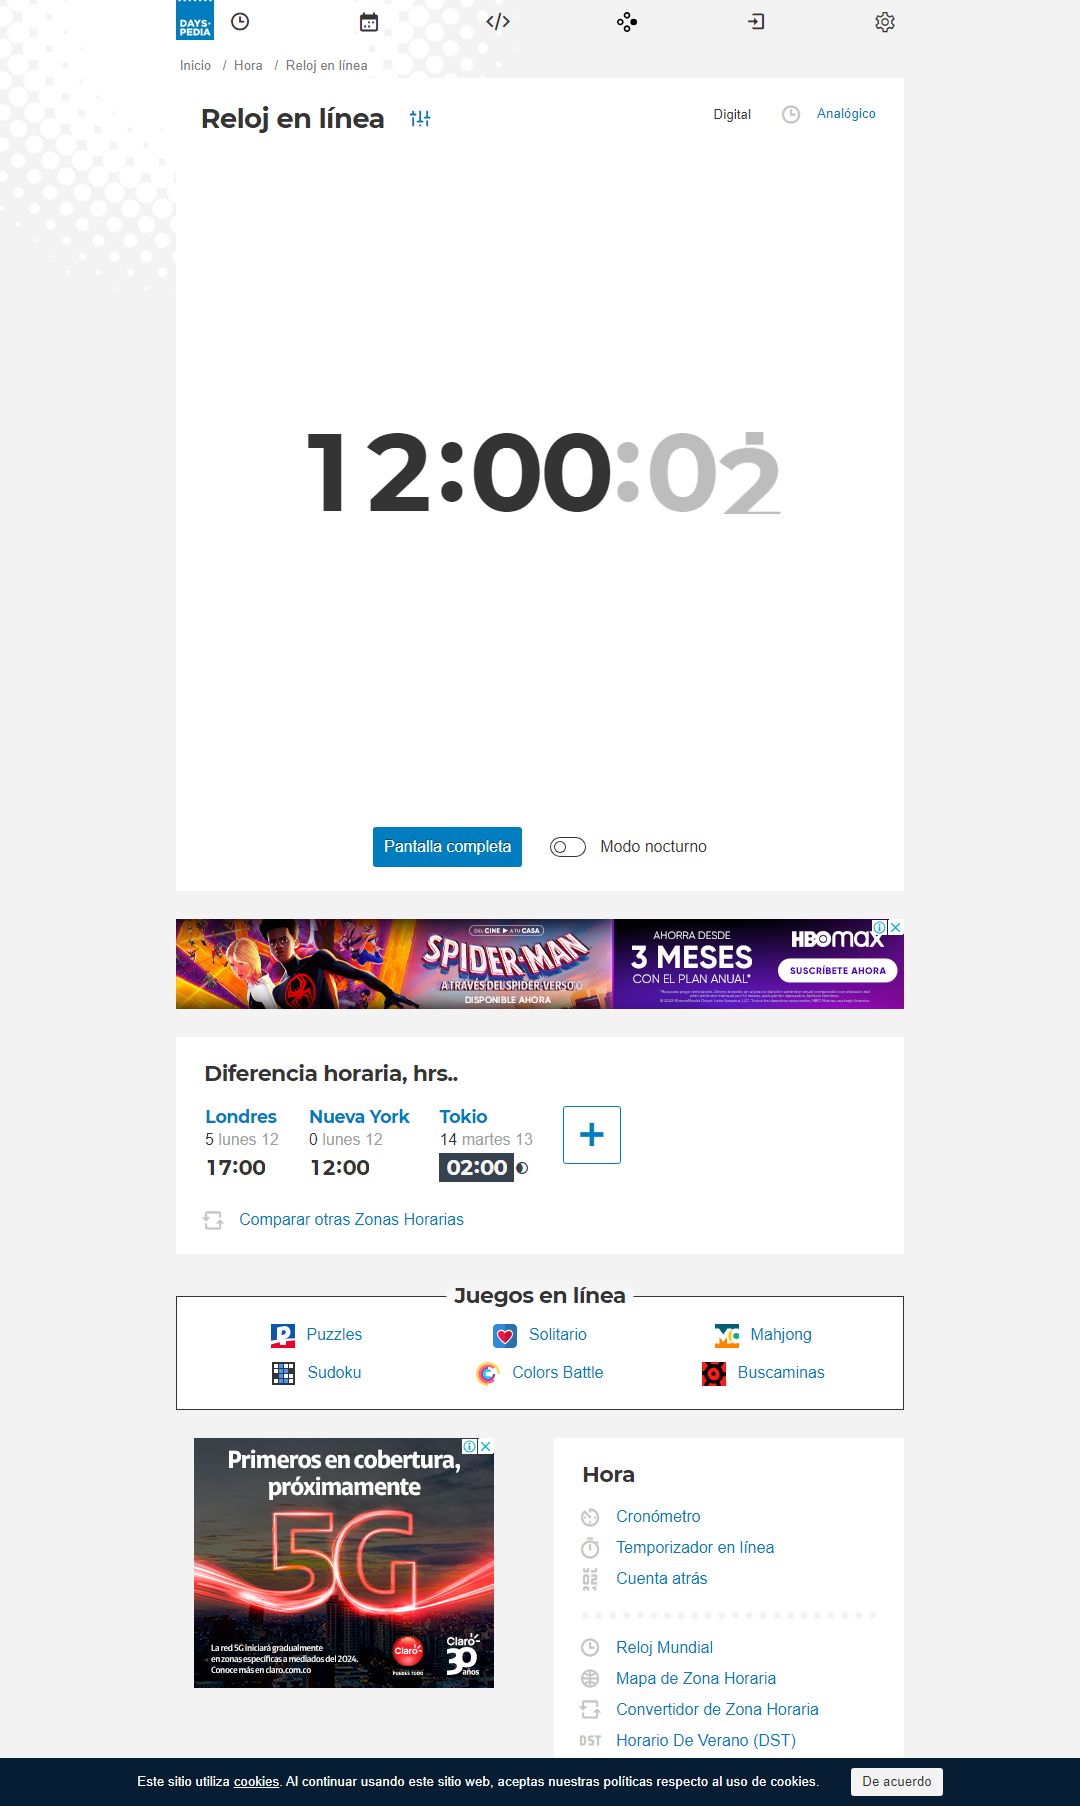 DAYS·
PEDIA
Inicio / Hora / Reloj en línea
Reloj en línea
Digital
Analógico
12:00:02
Pantalla completa
Modo nocturno
DEL CINE ▶ A TU CASA
SPIDER-MAN
A TRAVÉS DEL SPIDER-VERSO
DISPONIBLE AHORA
AHORRA DESDE
3 MESES
CON EL PLAN ANUAL*
HBOmax
SUSCRÍBETE AHORA
Diferencia horaria, hrs..
Londres
5 lunes 12
17:00
Nueva York
0 lunes 12
12:00
Tokio
14 martes 13
02:00
+
Comparar otras Zonas Horarias
Juegos en línea
Puzzles
Solitario
Mahjong
Sudoku
Colors Battle
Buscaminas
Primeros en cobertura,
próximamente
5G
La red 5G iniciará gradualmente
en zonas específicas a mediados del 2024.
Conoce más en claro.com.co
Claro
PUEDES TODO
Claro
30
años
Hora
Cronómetro
Temporizador en línea
Cuenta atrás
Reloj Mundial
Mapa de Zona Horaria
Convertidor de Zona Horaria
DST Horario De Verano (DST)
Este sitio utiliza cookies. Al continuar usando este sitio web, aceptas nuestras políticas respecto al uso de cookies.
De acuerdo